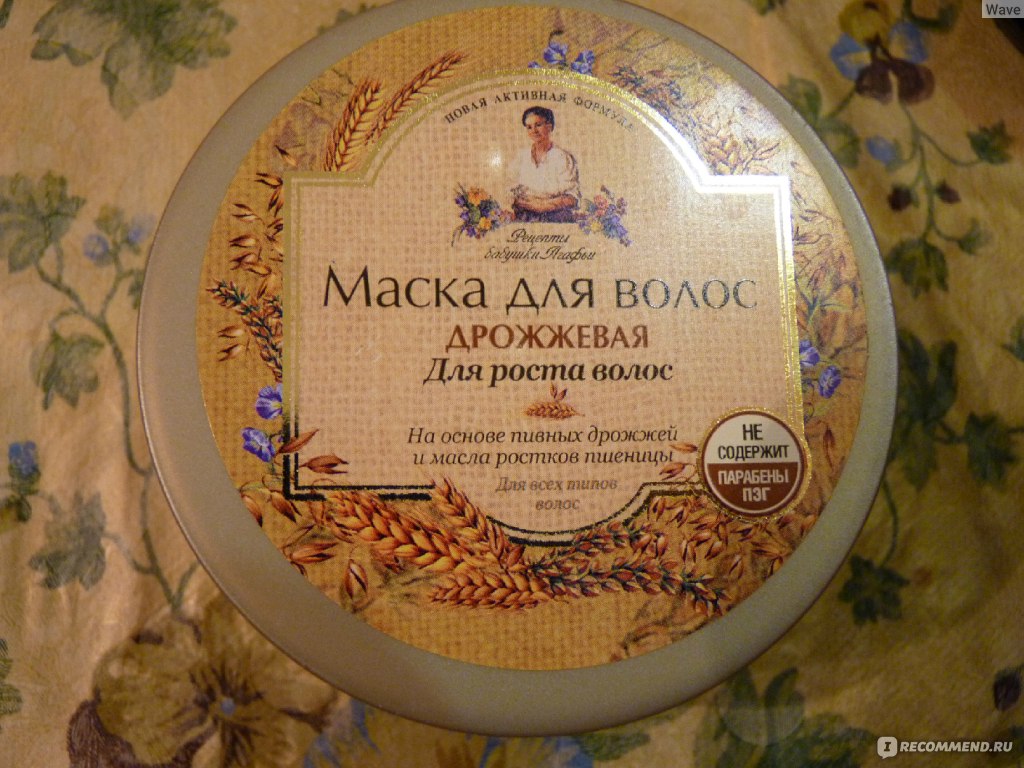 Wave
НОВАЯ АКТИВНАЯ ФОРМУЛА
Рецепты
бабушки Агафьи
Маска для волос
ДРОЖЖЕВАЯ
Для роста волос
На основе пивных дрожжей
и масла ростков пшеницы
Для всех типов
волос
НЕ
СОДЕРЖИТ
ПАРАБЕНЫ
ПЭГ
IRECOMMEND.RU